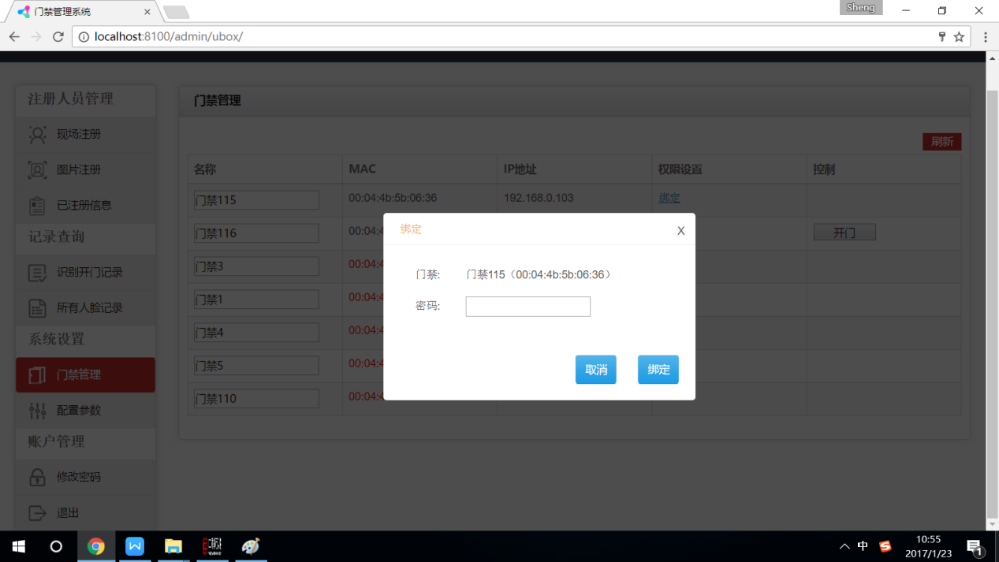 门禁管理系统
Sheng
localhost:8100/admin/ubox/
注册人员管理
现场注册
图片注册
已注册信息
记录查询
识别开门记录
所有人脸记录
系统设置
门禁管理
配置参数
账户管理
修改密码
退出
门禁管理
刷新
名称 MAC IP地址 权限设置 控制
门禁115 00:04:4b:5b:06:36 192.168.0.103 绑定
门禁116 00:04:4 开门
门禁3 00:04:4
门禁1 00:04:4
门禁4 00:04:4
门禁5 00:04:4
门禁110 00:04:4
绑定 X
门禁: 门禁115（00:04:4b:5b:06:36）
密码:
取消 绑定
中
10:55
2017/1/23
1